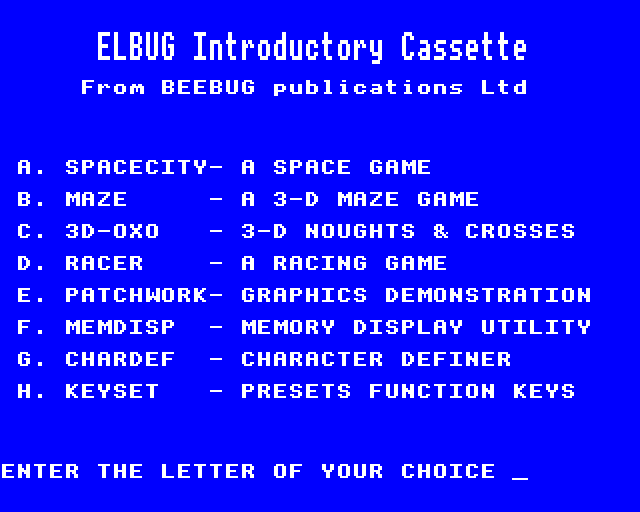 ELBUG Introductory Cassette
From BEEBUG publications Ltd
A. SPACECITY- A SPACE GAME
B. MAZE     - A 3-D MAZE GAME
C. 3D-OXO   - 3-D NOUGHTS & CROSSES
D. RACER    - A RACING GAME
E. PATCHWORK- GRAPHICS DEMONSTRATION
F. MEMDISP  - MEMORY DISPLAY UTILITY
G. CHARDEF  - CHARACTER DEFINER
H. KEYSET   - PRESETS FUNCTION KEYS
ENTER THE LETTER OF YOUR CHOICE _